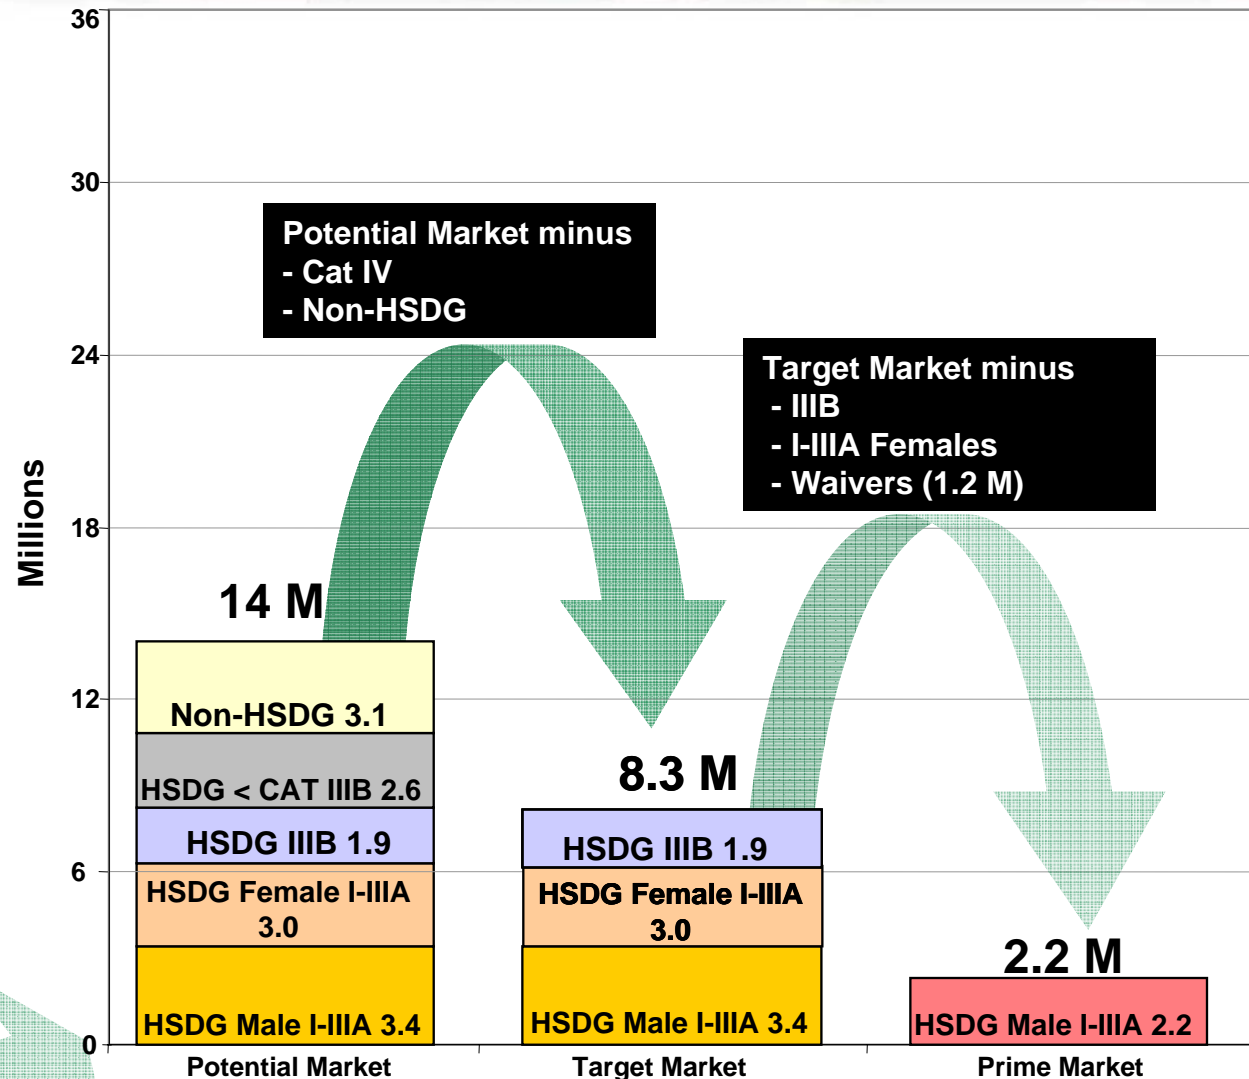 36
30
24
18
12
6
0
Millions
Potential Market minus
- Cat IV
- Non-HSDG
Target Market minus
- IIIB
- I-IIIA Females
- Waivers (1.2 M)
14 M
Non-HSDG 3.1
HSDG < CAT IIIB 2.6
HSDG IIIB 1.9
HSDG Female I-IIIA
3.0
HSDG Male I-IIIA 3.4
8.3 M
HSDG IIIB 1.9
HSDG Female I-IIIA
3.0
HSDG Male I-IIIA 3.4
2.2 M
HSDG Male I-IIIA 2.2
Potential Market
Target Market
Prime Market